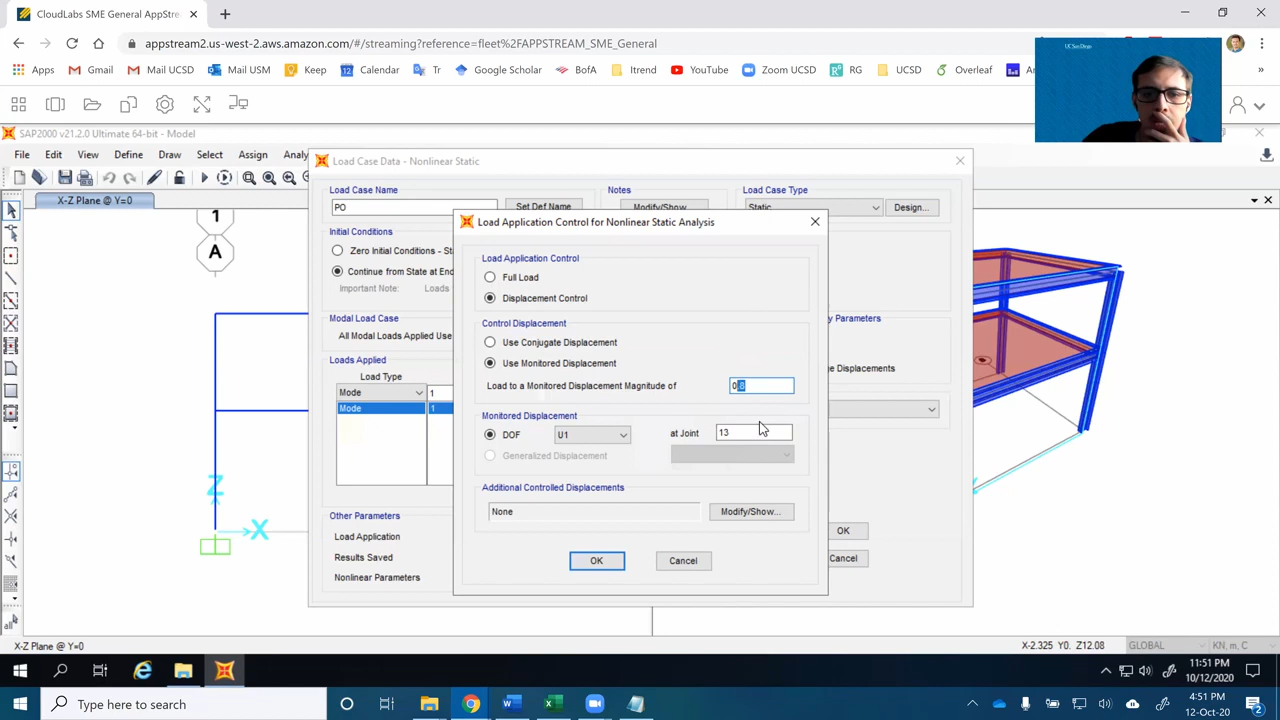 CloudLabs SME General AppStre
appstream2.us-west-2.aws.amazon.com/#/streaming?reference=fleet%2FAPPSTREAM_SME_General
Apps Gmail Mail UCSD Mail USM Keep Calendar Tr Google Scholar BofA Itrend YouTube Zoom UCSD RG UCSD Overleaf
UC San Diego
SAP2000 v21.2.0 Ultimate 64-bit - Model
File Edit View Define Draw Select Assign Analy
X-Z Plane @ Y=0
1
A
Z
X
Load Case Data - Nonlinear Static
Load Case Name
PO
Set Def Name
Notes
Modify/Show...
Load Case Type
Static
Design...
Initial Conditions
Zero Initial Conditions - Sta
Continue from State at End
Important Note: Loads
Modal Load Case
All Modal Loads Applied Use
Loads Applied
Load Type
Mode 1
Mode 1
Other Parameters
Load Application
Results Saved
Nonlinear Parameters
y Parameters
e Displacements
OK
Cancel
Load Application Control for Nonlinear Static Analysis
Load Application Control
Full Load
Displacement Control
Control Displacement
Use Conjugate Displacement
Use Monitored Displacement
Load to a Monitored Displacement Magnitude of
Monitored Displacement
DOF U1 at Joint 13
Generalized Displacement
Additional Controlled Displacements
None Modify/Show...
OK Cancel
X-Z Plane @ Y=0 X-2.325 Y0. Z12.08 GLOBAL KN, m, C
11:51 PM
10/12/2020
Type here to search
4:51 PM
12-Oct-20
2